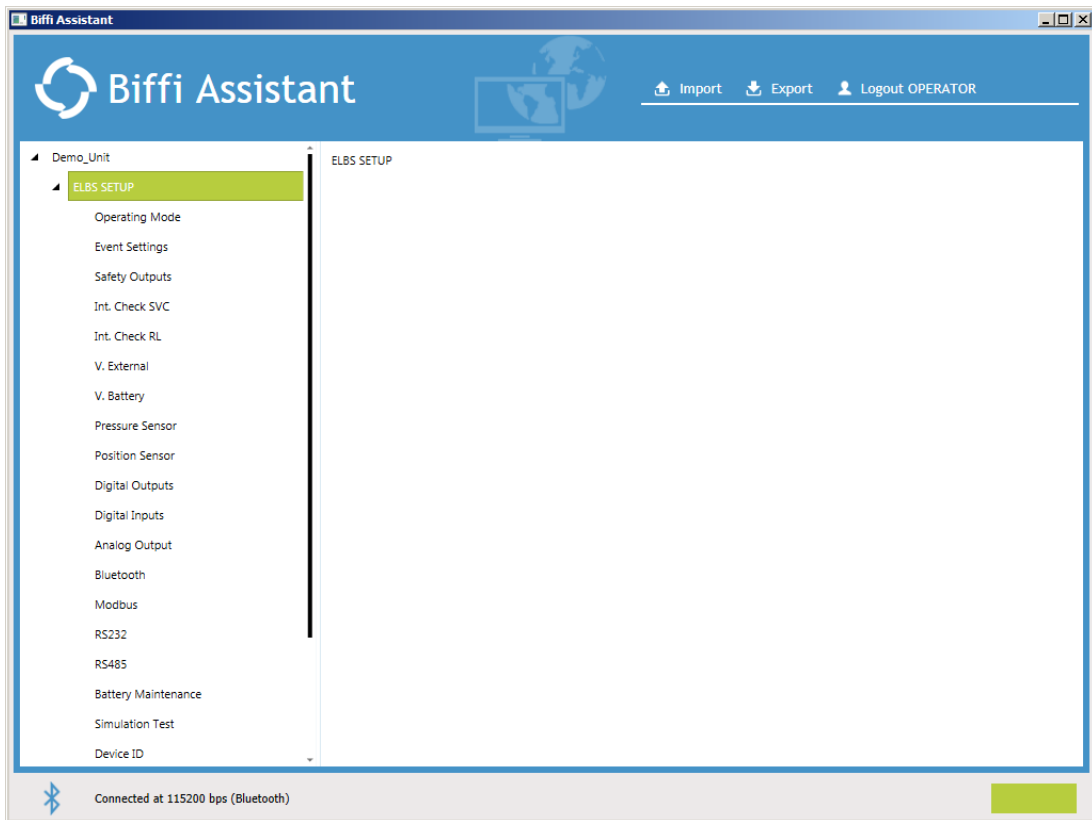 Biffi Assistant
Biffi Assistant
Import Export Logout OPERATOR
Demo_Unit
ELBS SETUP
Operating Mode
Event Settings
Safety Outputs
Int. Check SVC
Int. Check RL
V. External
V. Battery
Pressure Sensor
Position Sensor
Digital Outputs
Digital Inputs
Analog Output
Bluetooth
Modbus
RS232
RS485
Battery Maintenance
Simulation Test
Device ID
ELBS SETUP
Connected at 115200 bps (Bluetooth)